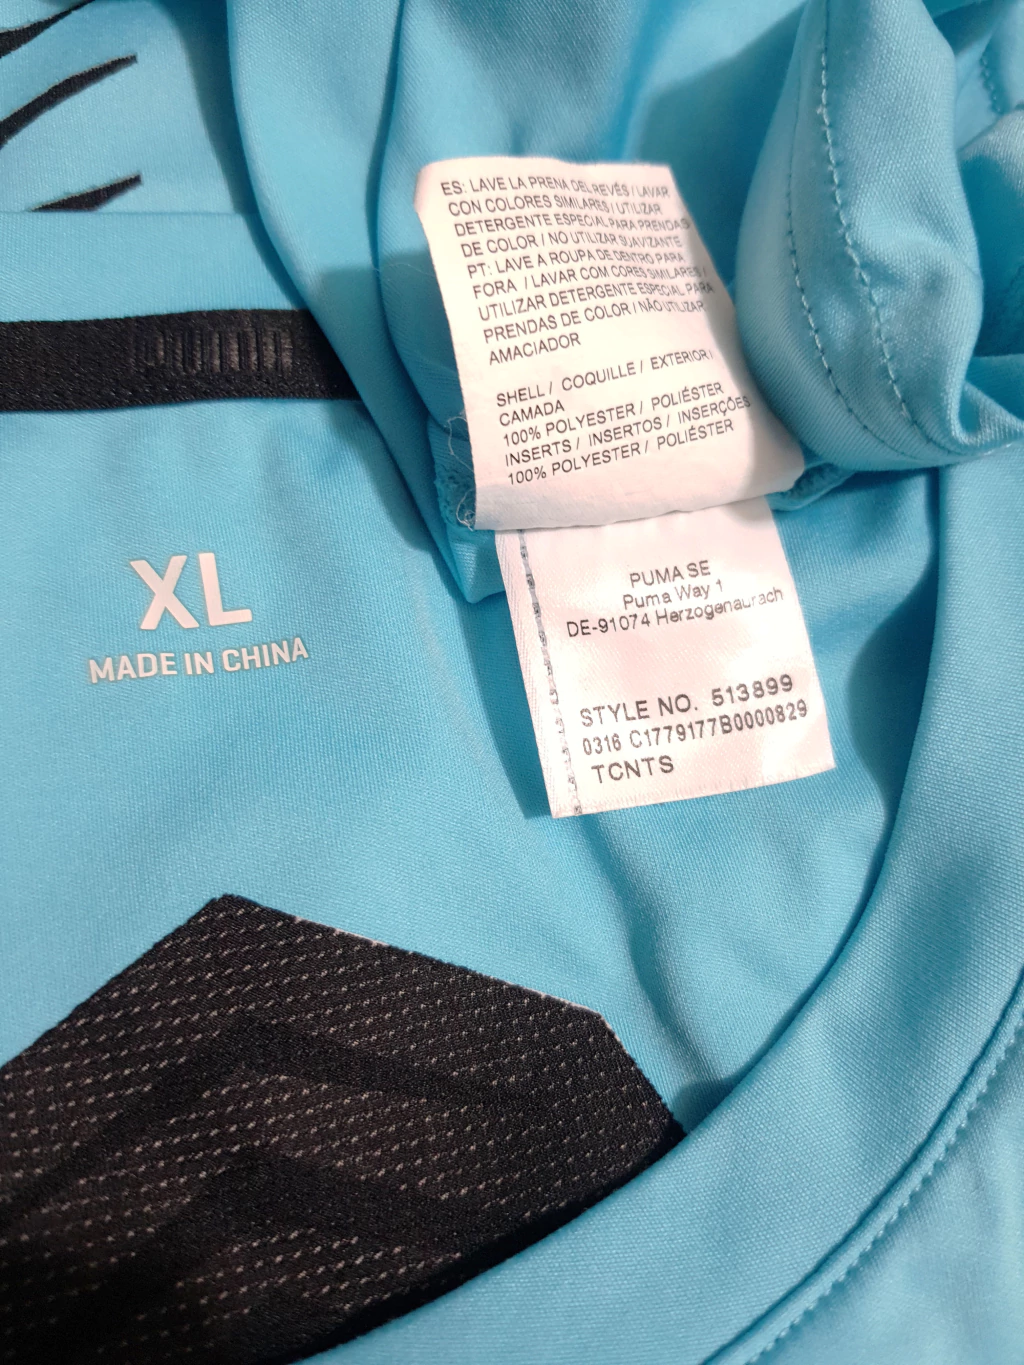 ES: LAVE LA PRENA DEL REVÉS / LAVAR
CON COLORES SIMILARES / UTILIZAR
DETERGENTE ESPECIAL PARA PRENDAS
DE COLOR / NO UTILIZAR SUAVIZANTE
PT: LAVE A ROUPA DE DENTRO PARA
FORA / LAVAR COM CORES SIMILARES /
UTILIZAR DETERGENTE ESPECIAL PARA
PRENDAS DE COLOR / NÃO UTILIZAR
AMACIADOR
SHELL / COQUILLE / EXTERIOR /
CAMADA
100% POLYESTER / POLIÉSTER
INSERTS / INSERTOS / INSERÇÕES
100% POLYESTER / POLIÉSTER
puma
XL
MADE IN CHINA
PUMA SE
Puma Way 1
DE-91074 Herzogenaurach
STYLE NO. 513899
0316 C1779177B0000829
TCNTS